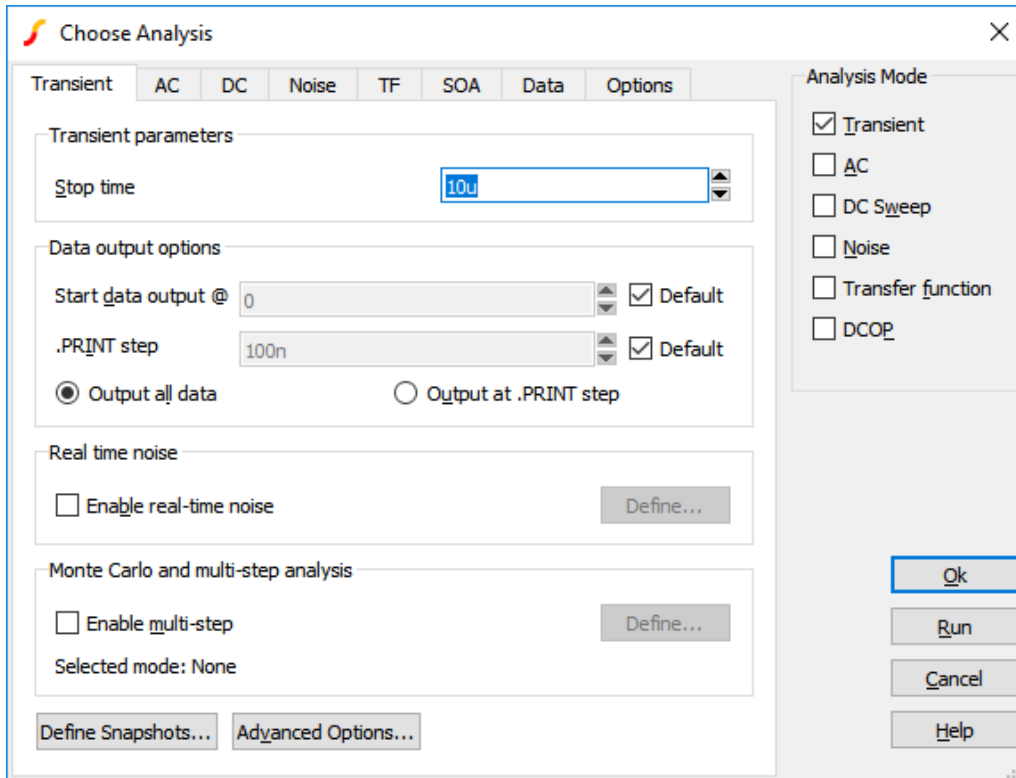 Choose Analysis
Transient AC DC Noise TF SOA Data Options
Transient parameters
Stop time 10u
Data output options
Start data output @ 0 Default
.PRINT step 100n Default
Output all data Output at .PRINT step
Real time noise
Enable real-time noise Define...
Monte Carlo and multi-step analysis
Enable multi-step Define...
Selected mode: None
Define Snapshots... Advanced Options...
Analysis Mode
Transient
AC
DC Sweep
Noise
Transfer function
DCOP
Ok
Run
Cancel
Help